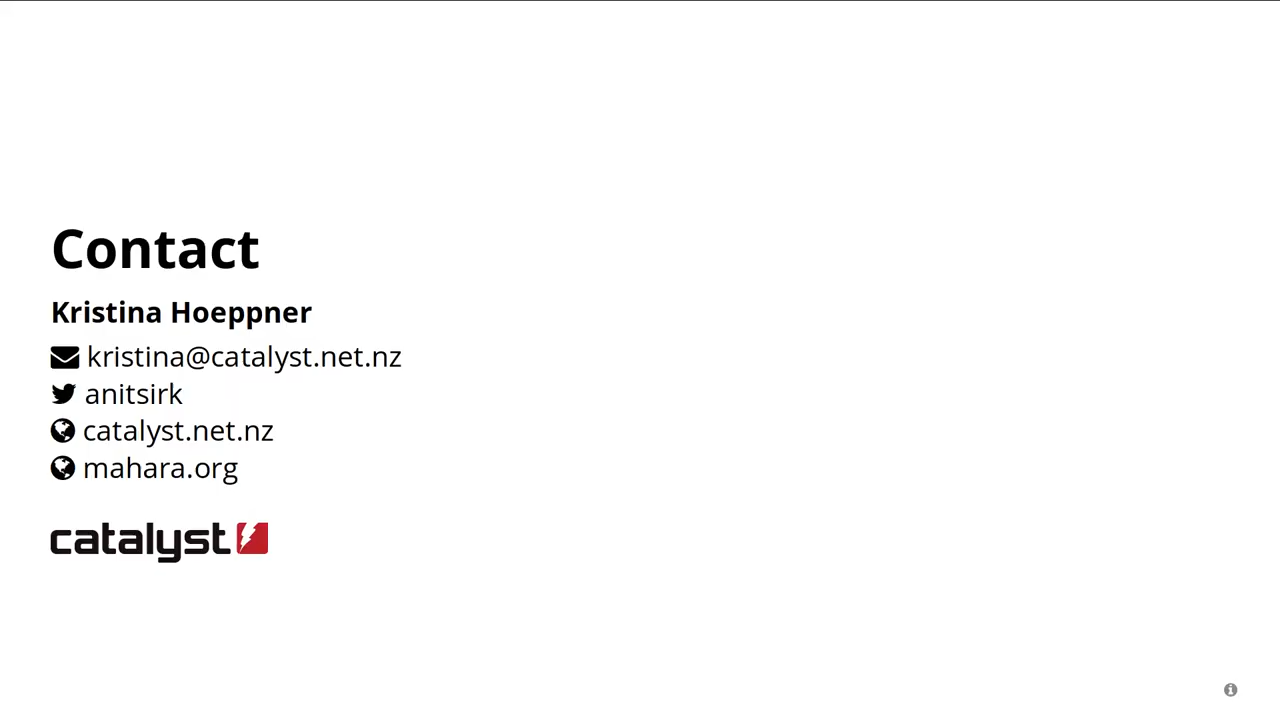 Contact
Kristina Hoeppner
kristina@catalyst.net.nz
anitsirk
catalyst.net.nz
mahara.org
catalyst